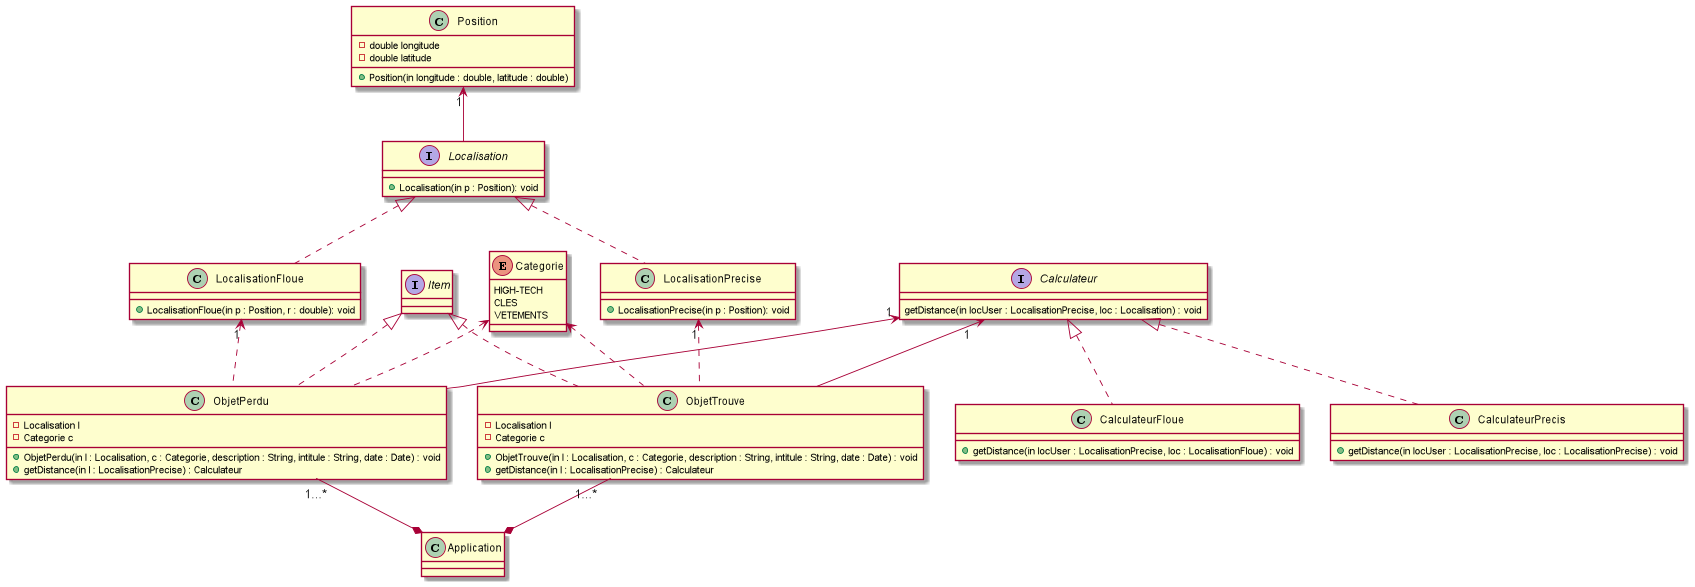 C Position
double longitude
double latitude
Position(in longitude : double, latitude : double)
1
I Localisation
Localisation(in p : Position): void
C LocalisationFloue
LocalisationFloue(in p : Position, r : double): void
1
I Item
E Categorie
HIGH-TECH
CLES
VETEMENTS
C LocalisationPrecise
LocalisationPrecise(in p : Position): void
1
I Calculateur
getDistance(in locUser : LocalisationPrecise, loc : Localisation) : void
1
1
C ObjetPerdu
Localisation l
Categorie c
ObjetPerdu(in l : Localisation, c : Categorie, description : String, intitule : String, date : Date) : void
getDistance(in l : LocalisationPrecise) : Calculateur
1...*
C ObjetTrouve
Localisation l
Categorie c
ObjetTrouve(in l : Localisation, c : Categorie, description : String, intitule : String, date : Date) : void
getDistance(in l : LocalisationPrecise) : Calculateur
1...*
C CalculateurFloue
getDistance(in locUser : LocalisationPrecise, loc : LocalisationFloue) : void
C CalculateurPrecis
getDistance(in locUser : LocalisationPrecise, loc : LocalisationPrecise) : void
C Application